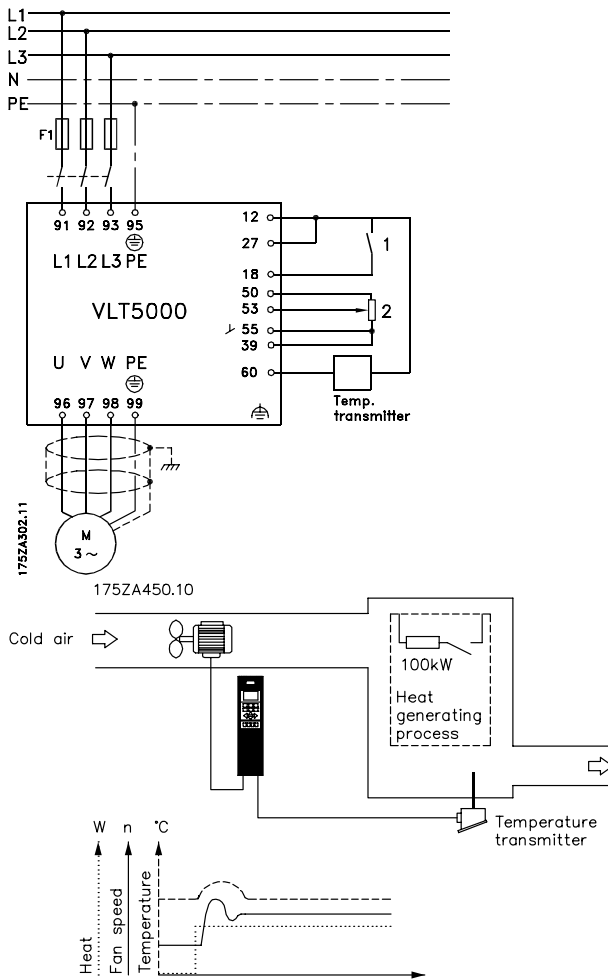 L1
L2
L3
N
PE
F1
91 92 93 95
L1 L2 L3 PE
VLT5000
U V W PE
96 97 98 99
12
27
18
50
53
55
39
60
1
2
Temp.
transmitter
M
3 ~
175ZA302.11
175ZA450.10
Cold air
100kW
Heat
generating
process
Temperature
transmitter
W n °C
Heat
Fan speed
Temperature